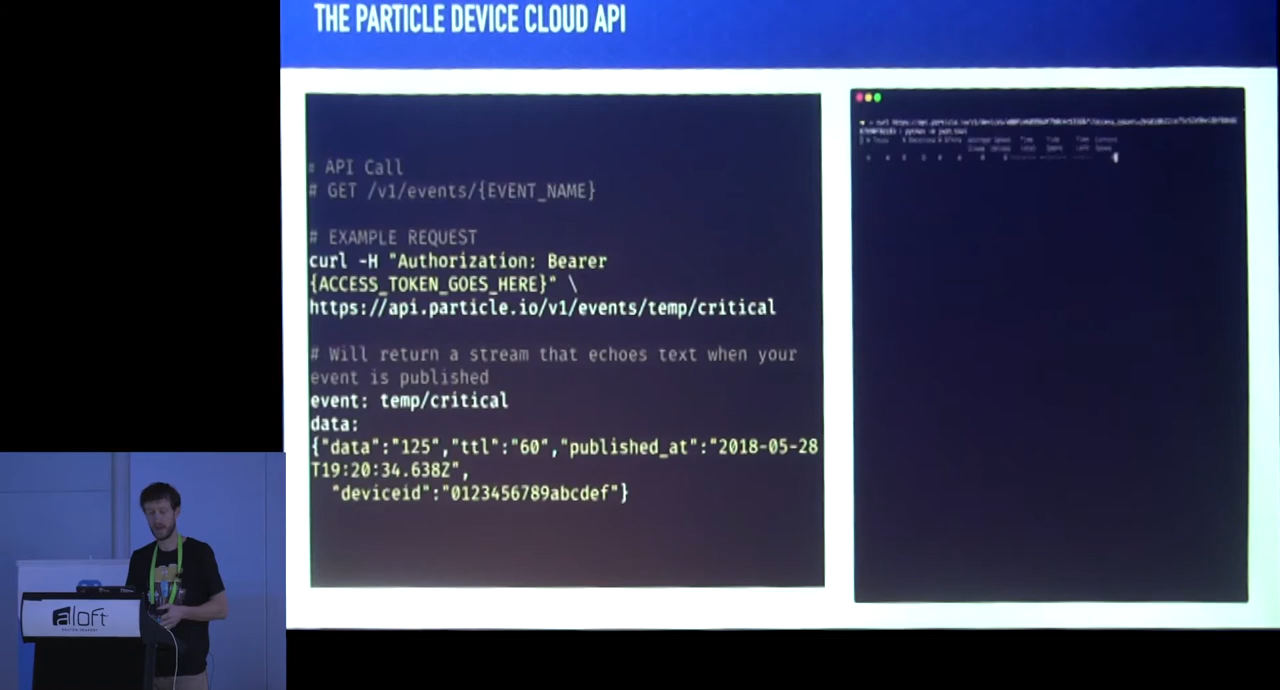 THE PARTICLE DEVICE CLOUD API
# API Call
# GET /v1/events/{EVENT_NAME}
# EXAMPLE REQUEST
curl -H "Authorization: Bearer
{ACCESS_TOKEN_GOES_HERE}" \
https://api.particle.io/v1/events/temp/critical
# Will return a stream that echoes text when your
event is published
event: temp/critical
data:
{"data":"125","ttl":"60","published_at":"2018-05-28
T19:20:34.638Z",
"deviceid":"0123456789abcdef"}
aloft